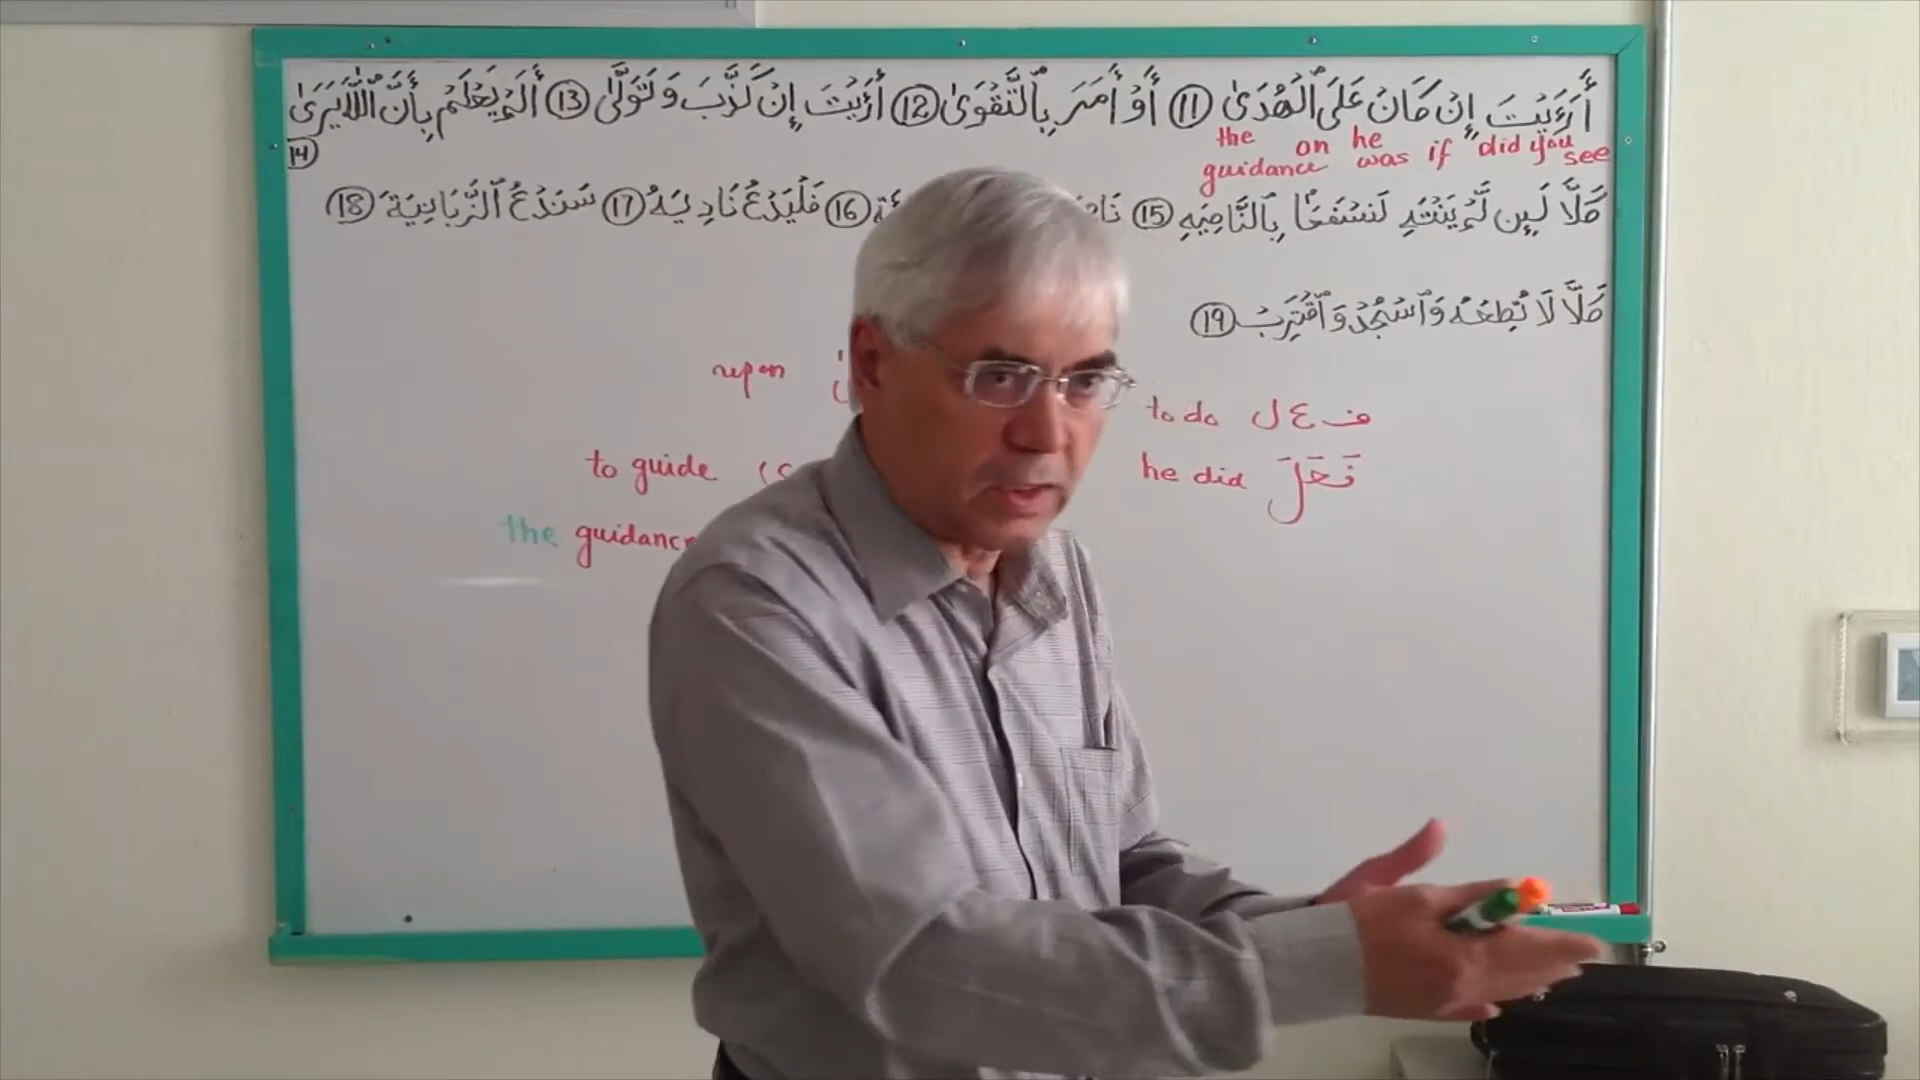 أَرَءَيْتَ إِن كَانَ عَلَى ٱلْهُدَىٰ ⑪ أَوْ أَمَرَ بِٱلتَّقْوَىٰ ⑫ أَرَءَيْتَ إِن كَذَّبَ وَتَوَلَّىٰ ⑬ أَلَمْ يَعْلَم بِأَنَّ ٱللَّهَ يَرَىٰ
⑭
the guidance on he was if "did you see
كَلَّا لَئِن لَّمْ يَنتَهِ لَنَسْفَعًۢا بِٱلنَّاصِيَةِ ⑮ ⑯ فَلْيَدْعُ نَادِيَهُۥ ⑰ سَنَدْعُ ٱلزَّبَانِيَةَ ⑱
كَلَّا لَا تُطِعْهُ وَٱسْجُدْ وَٱقْتَرِب ⑲
upon
to do ف ع ل
to guide
he did فَعَلَ
the guidance